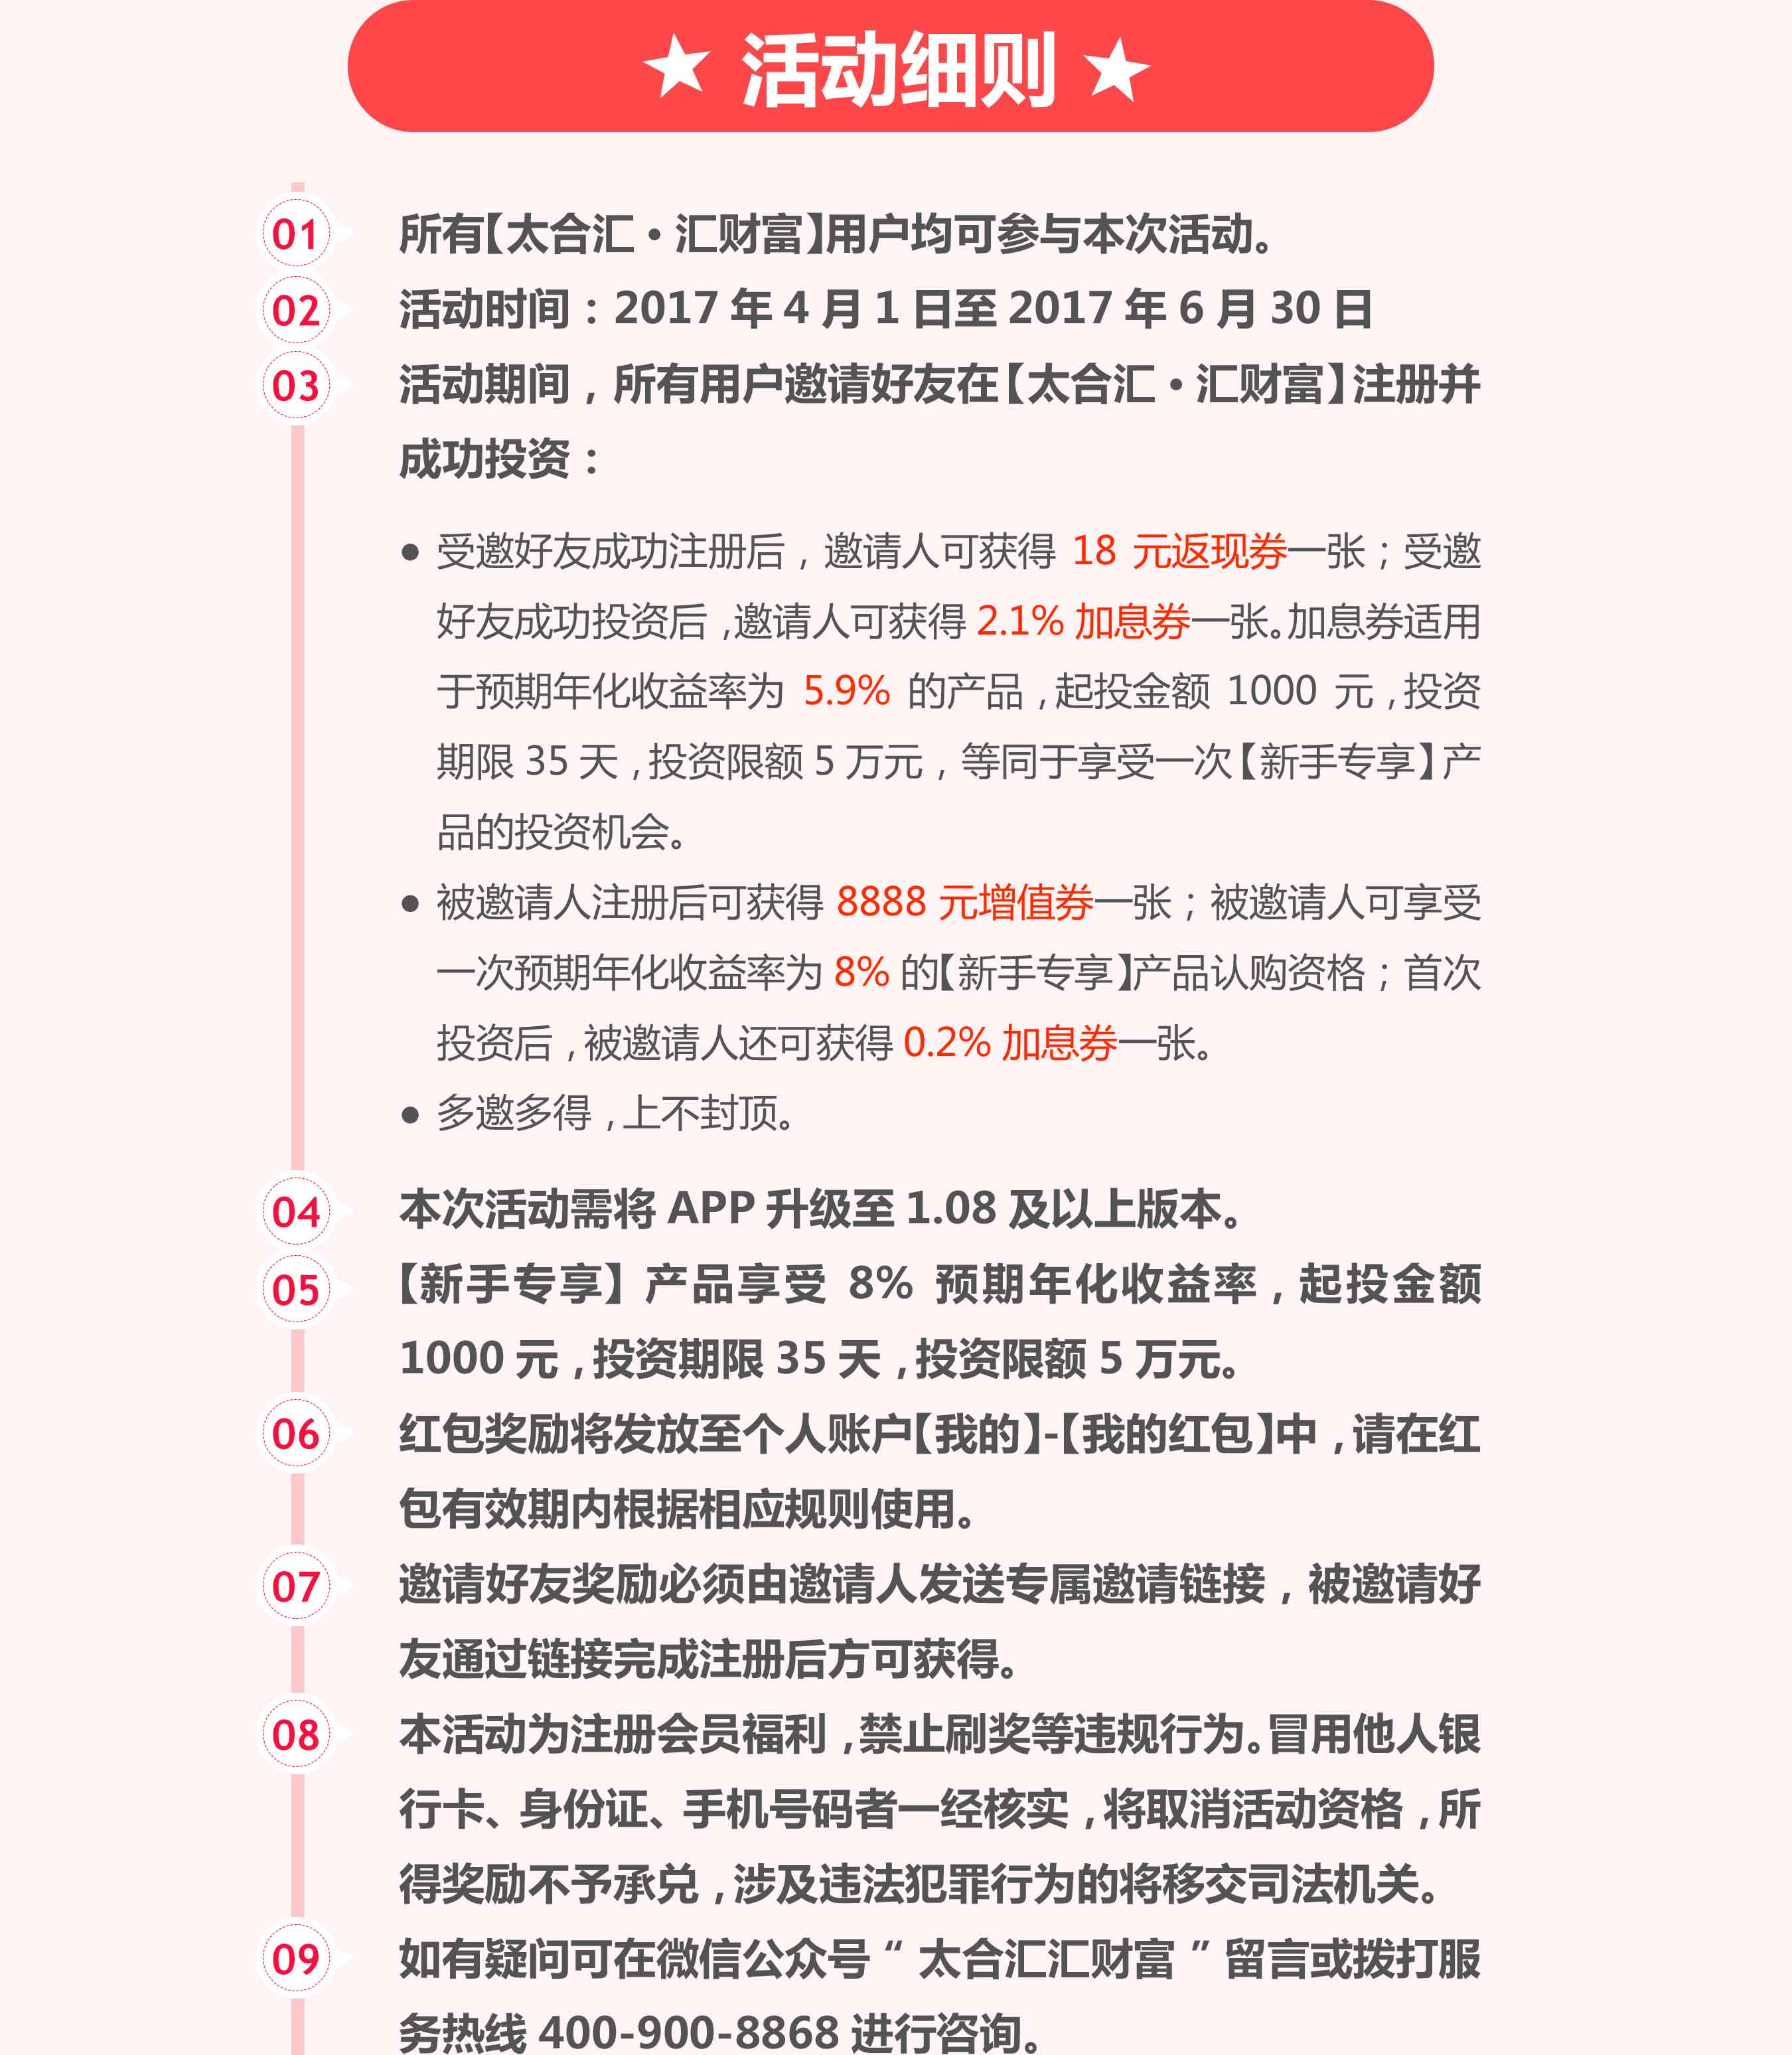 活动细则
01
所有【太合汇·汇财富】用户均可参与本次活动。
02
活动时间：2017年4月1日至2017年6月30日
03
活动期间，所有用户邀请好友在【太合汇·汇财富】注册并
成功投资：
● 受邀好友成功注册后，邀请人可获得 18 元返现券一张；受邀
好友成功投资后，邀请人可获得 2.1% 加息券一张。加息券适用
于预期年化收益率为 5.9% 的产品，起投金额 1000 元，投资
期限 35 天，投资限额 5 万元，等同于享受一次【新手专享】产
品的投资机会。
● 被邀请人注册后可获得 8888 元增值券一张；被邀请人可享受
一次预期年化收益率为 8% 的【新手专享】产品认购资格；首次
投资后，被邀请人还可获得 0.2% 加息券一张。
● 多邀多得，上不封顶。
04
本次活动需将 APP 升级至 1.08 及以上版本。
05
【新手专享】产品享受 8% 预期年化收益率，起投金额
1000 元，投资期限 35 天，投资限额 5 万元。
06
红包奖励将发放至个人账户【我的】-【我的红包】中，请在红
包有效期内根据相应规则使用。
07
邀请好友奖励必须由邀请人发送专属邀请链接，被邀请好
友通过链接完成注册后方可获得。
08
本活动为注册会员福利，禁止刷奖等违规行为。冒用他人银
行卡、身份证、手机号码者一经核实，将取消活动资格，所
得奖励不予承兑，涉及违法犯罪行为的将移交司法机关。
09
如有疑问可在微信公众号“太合汇汇财富”留言或拨打服
务热线 400-900-8868 进行咨询。